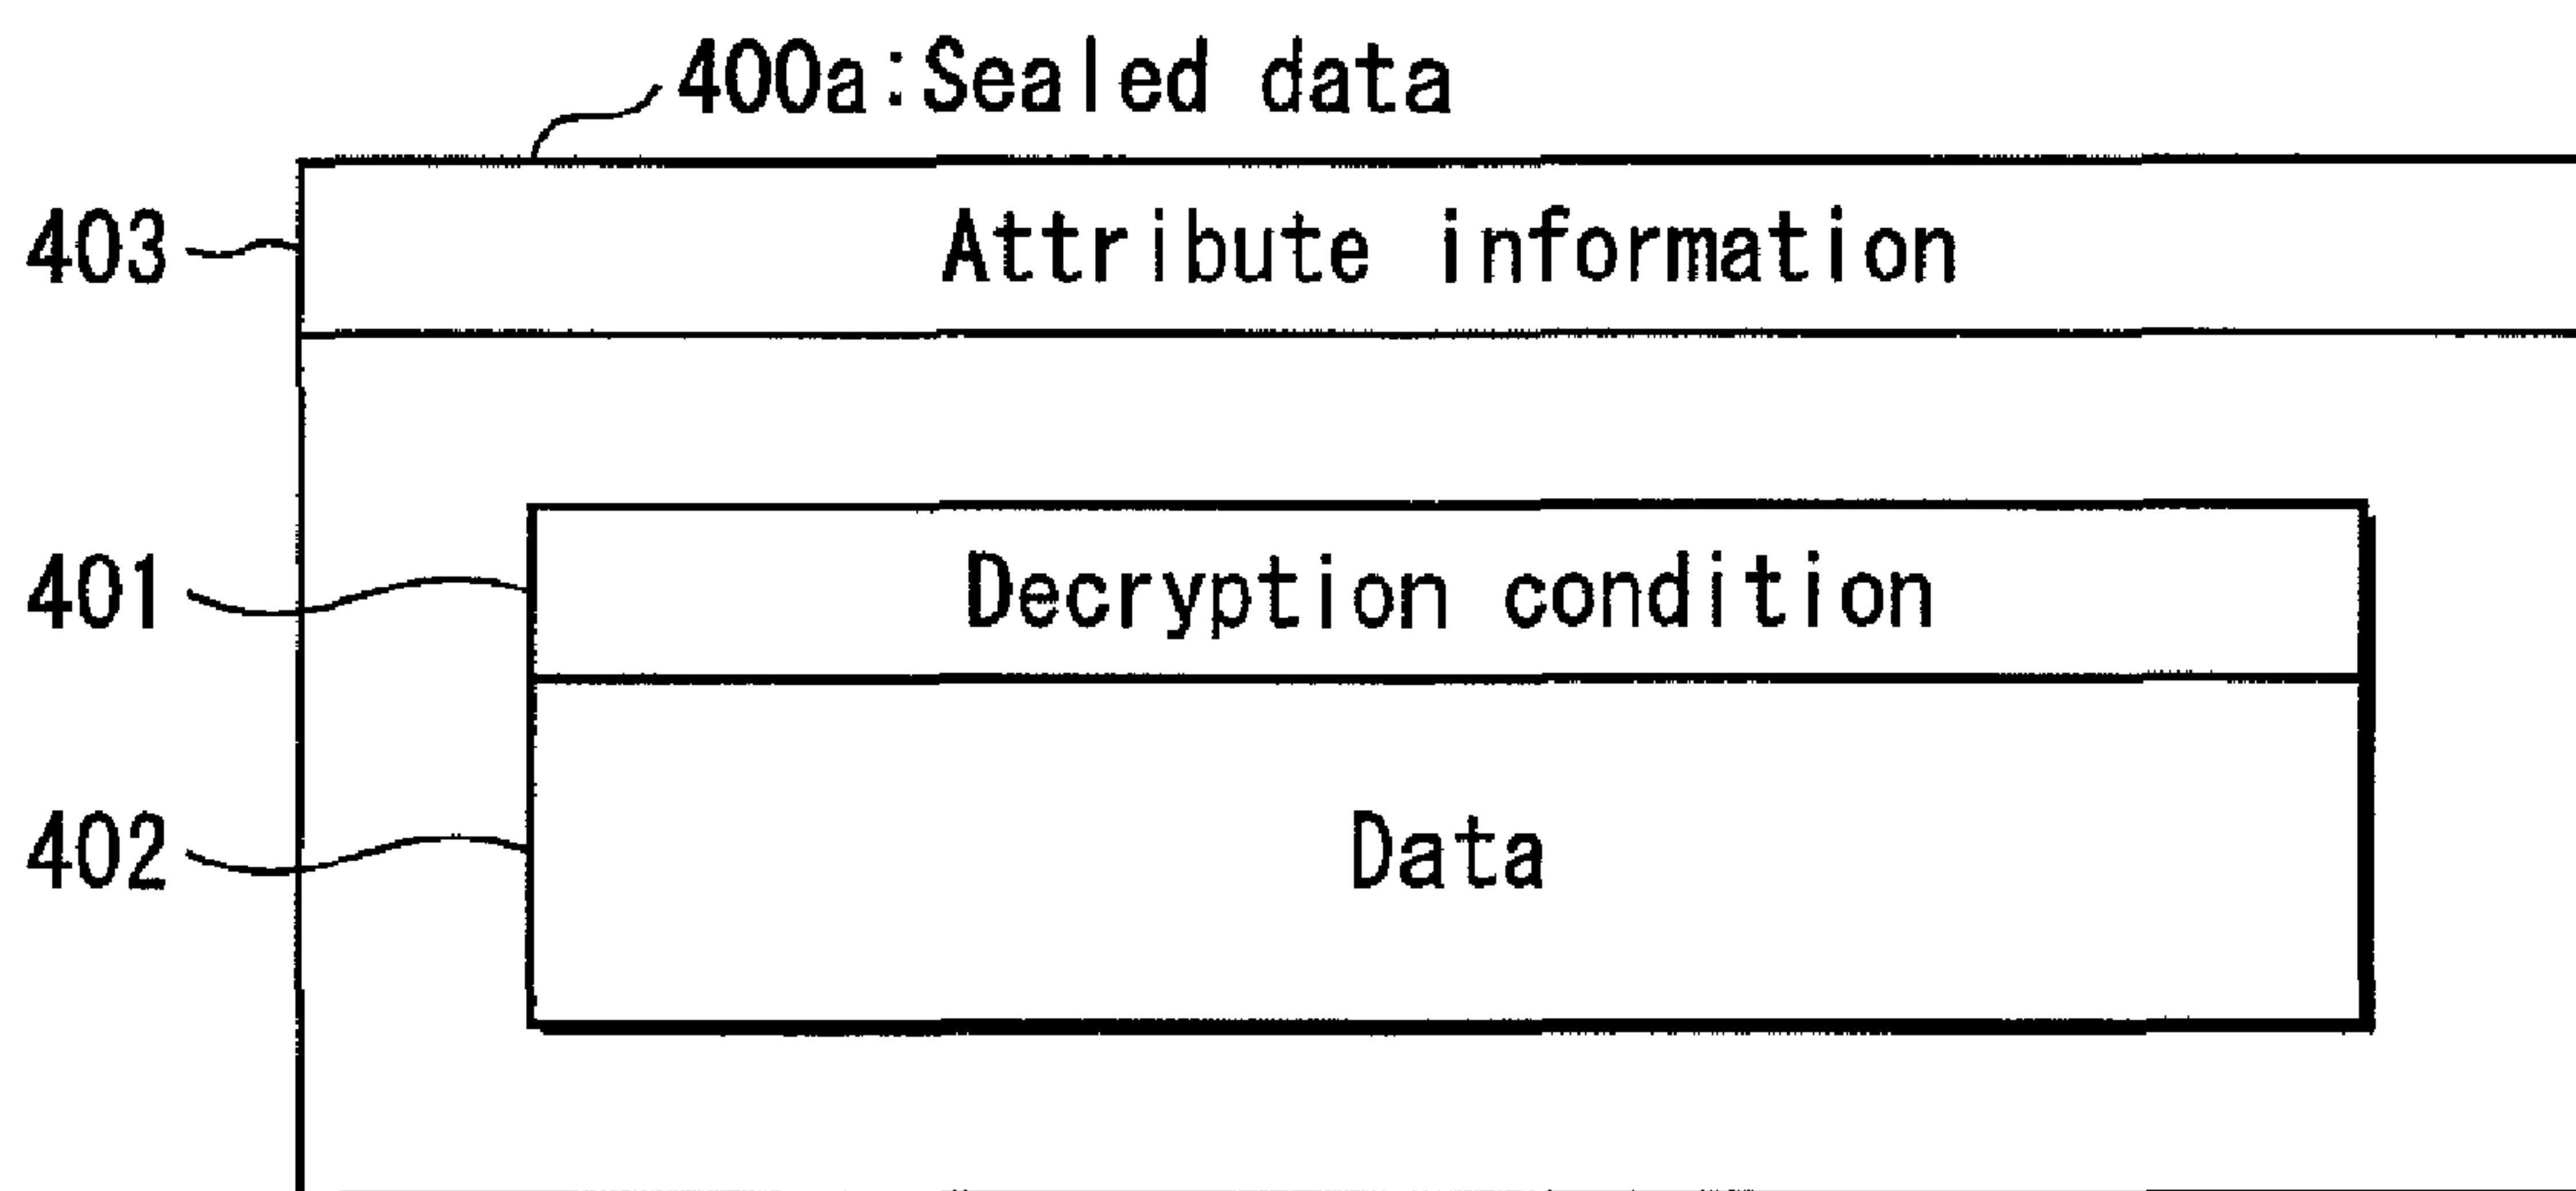 400a:Sealed data
403 Attribute information
401 Decryption condition
402 Data